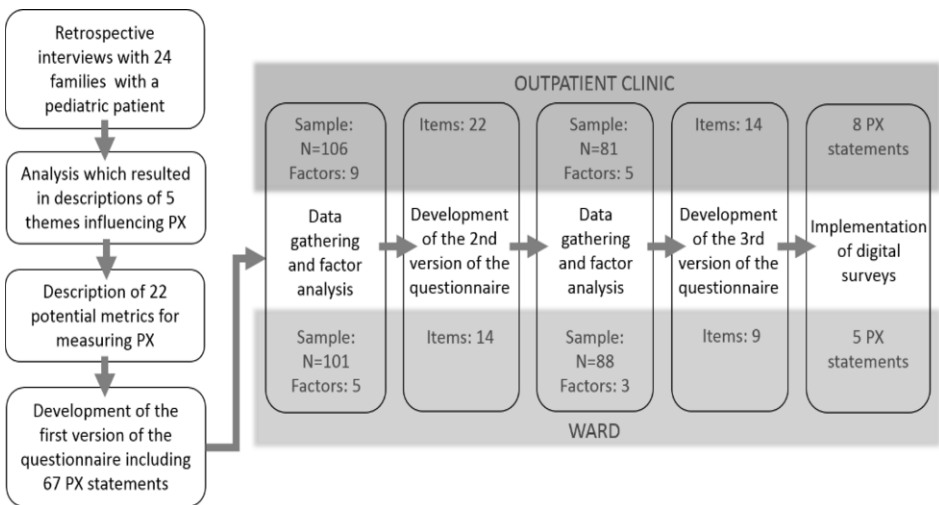 Retrospective
interviews with 24
families with a
pediatric patient
Analysis which resulted
in descriptions of 5
themes influencing PX
Description of 22
potential metrics for
measuring PX
Development of the
first version of the
questionnaire including
67 PX statements
OUTPATIENT CLINIC
Sample:
N=106
Factors: 9
Data
gathering
and factor
analysis
Sample:
N=101
Factors: 5
Items: 22
Development
of the 2nd
version of the
questionnaire
Items: 14
Sample:
N=81
Factors: 5
Data
gathering
and factor
analysis
Sample:
N=88
Factors: 3
Items: 14
Development
of the 3rd
version of the
questionnaire
Items: 9
8 PX
statements
Implementation
of digital
surveys
5 PX
statements
WARD